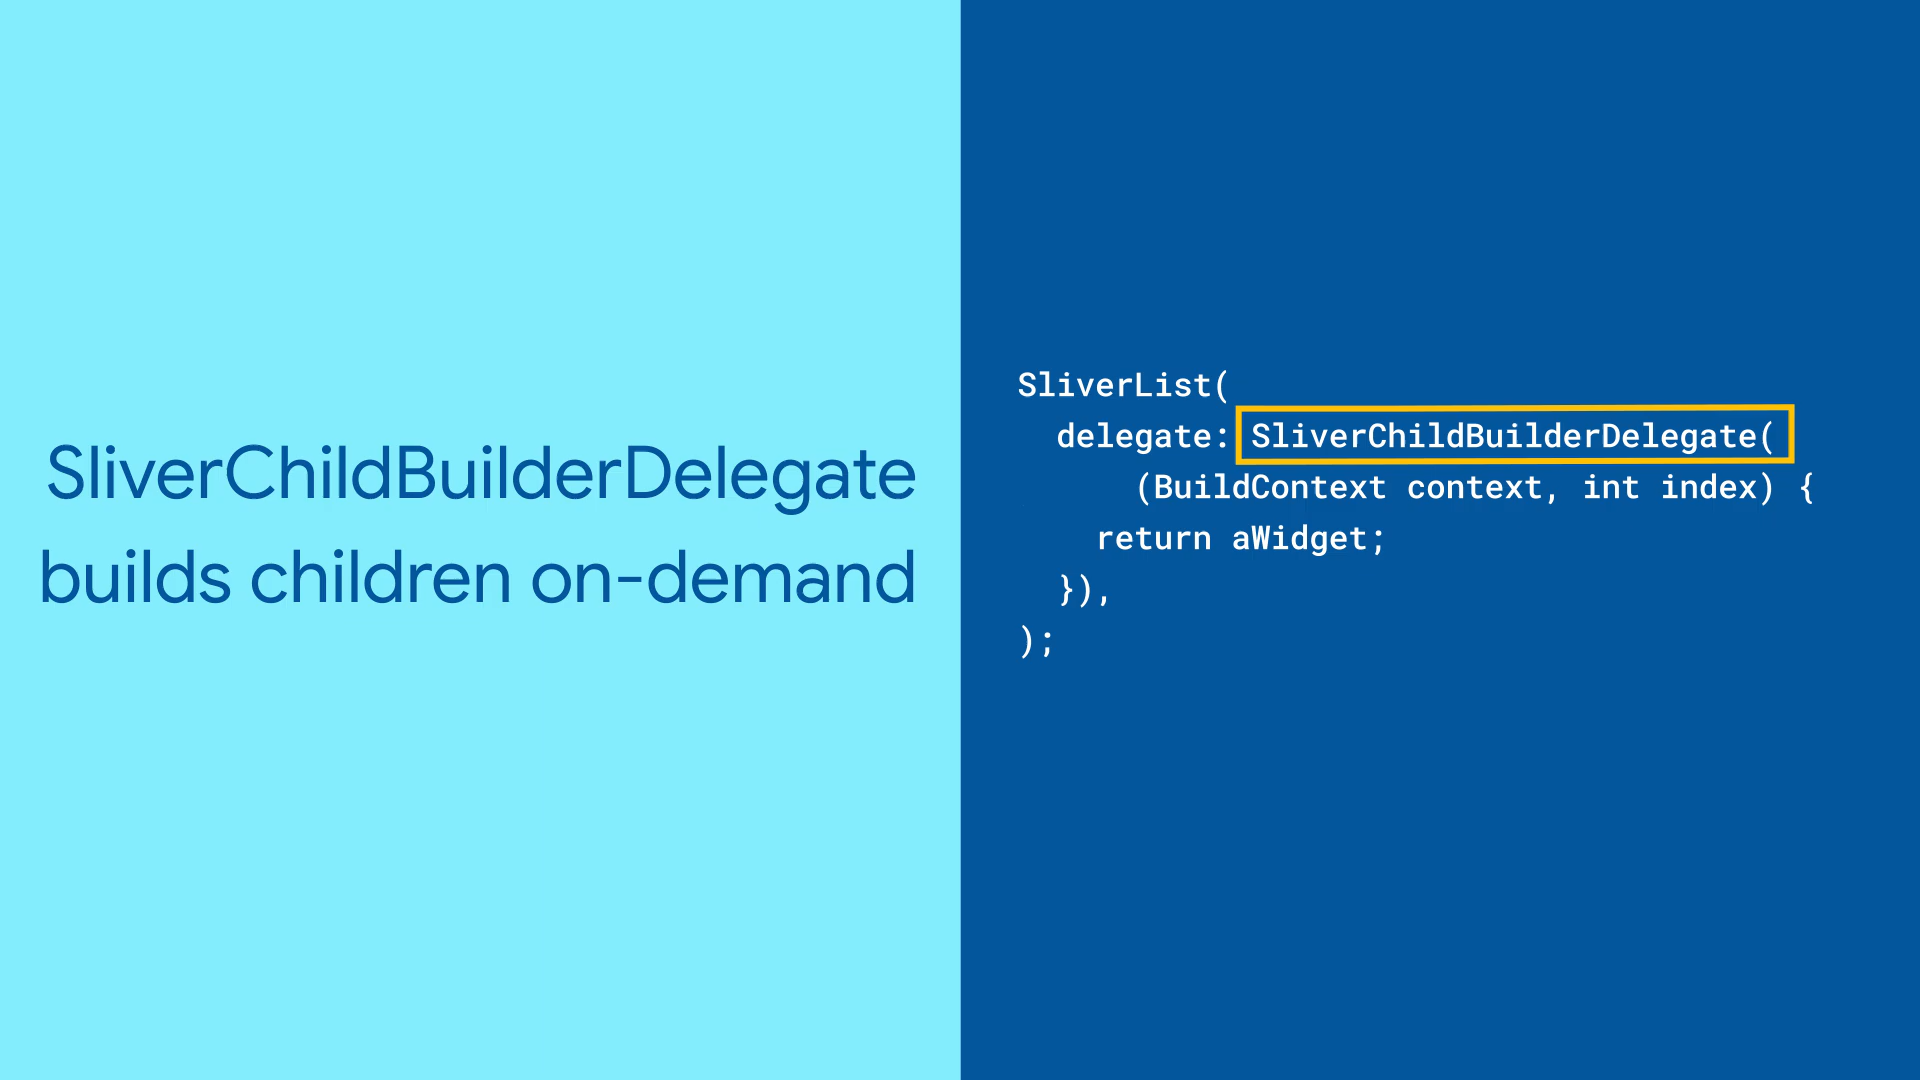 SliverChildBuilderDelegate
builds children on-demand
SliverList(
  delegate: SliverChildBuilderDelegate(
      (BuildContext context, int index) {
    return aWidget;
  }),
);